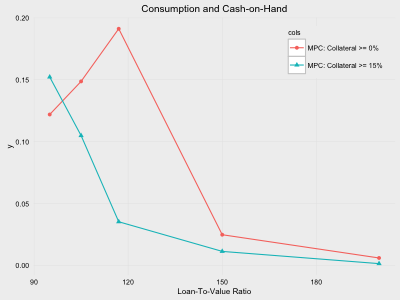 Consumption and Cash-on-Hand
cols
MPC: Collateral >= 0%
MPC: Collateral >= 15%
0.20
0.15
0.10
0.05
0.00
y
90 120 150 180
Loan-To-Value Ratio